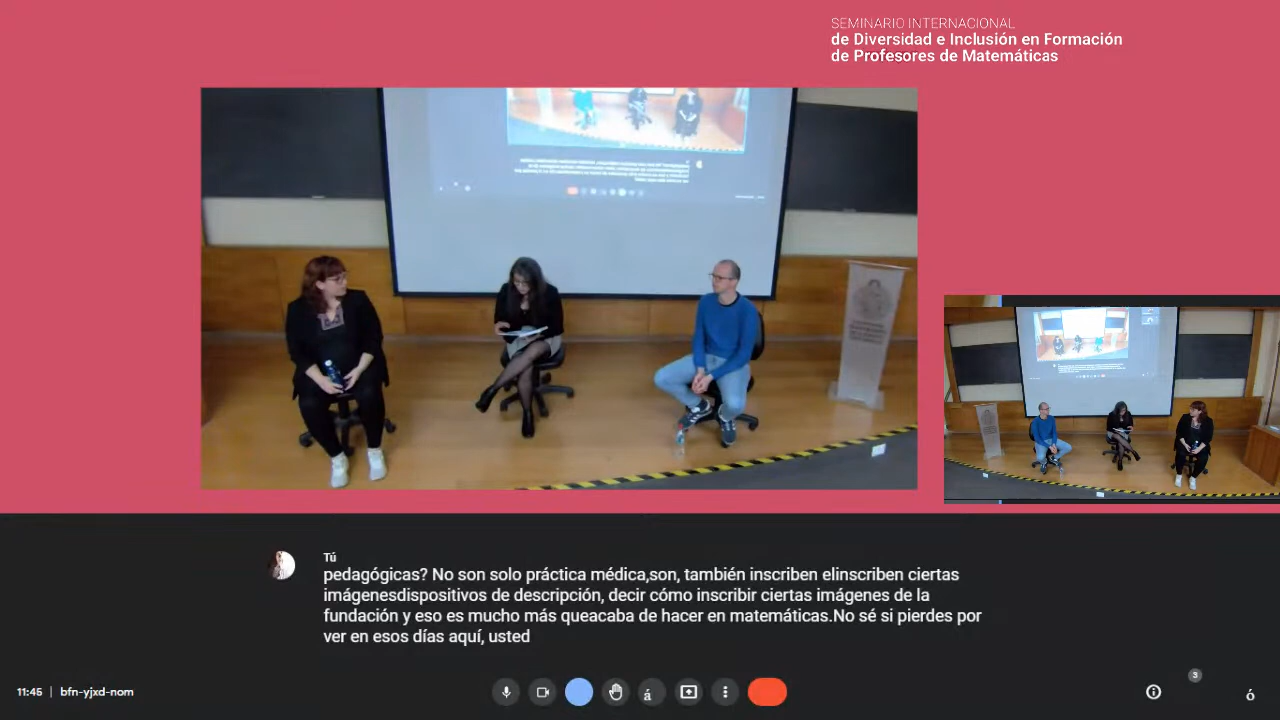 SEMINARIO INTERNACIONAL
de Diversidad e Inclusión en Formación
de Profesores de Matemáticas
Tú
pedagógicas? No son solo práctica médica,son, también inscriben elinscriben ciertas
imágenesdispositivos de descripción, decir cómo inscribir ciertas imágenes de la
fundación y eso es mucho más queacaba de hacer en matemáticas.No sé si pierdes por
ver en esos días aquí, usted
11:45 | bfn-yjxd-nom
á
3
ó